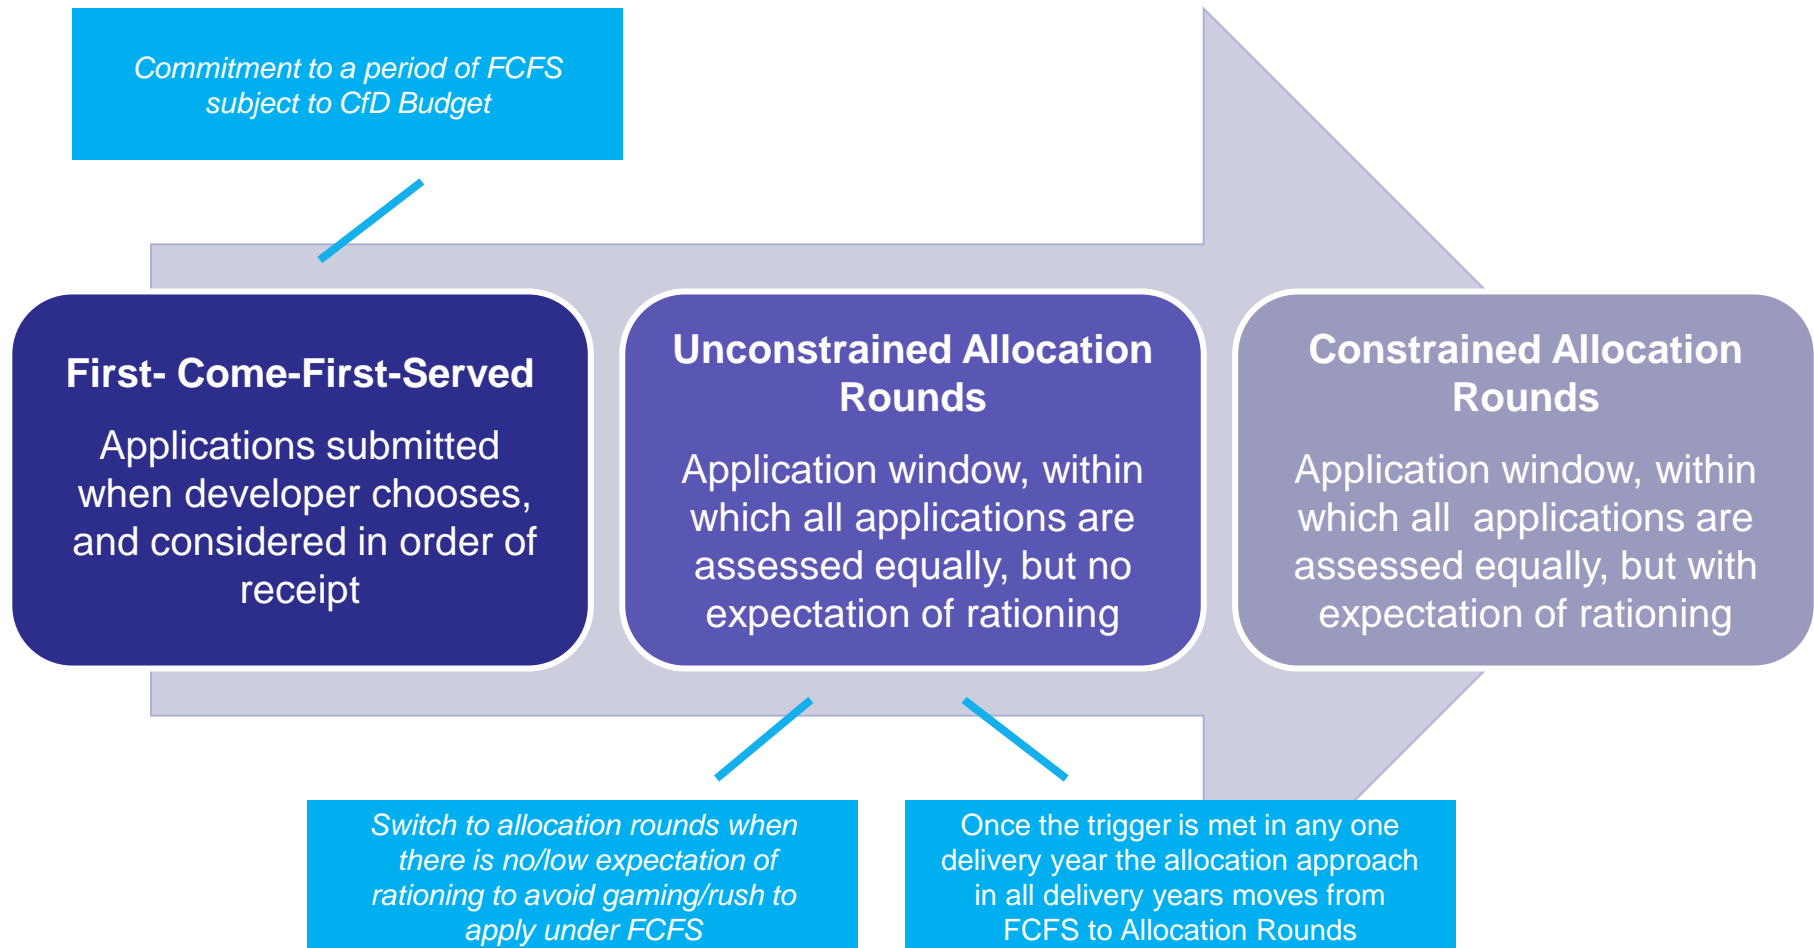 Commitment to a period of FCFS
subject to CfD Budget
First- Come-First-Served
Applications submitted
when developer chooses,
and considered in order of
receipt
Unconstrained Allocation
Rounds
Application window, within
which all applications are
assessed equally, but no
expectation of rationing
Constrained Allocation
Rounds
Application window, within
which all  applications are
assessed equally, but with
expectation of rationing
Switch to allocation rounds when
there is no/low expectation of
rationing to avoid gaming/rush to
apply under FCFS
Once the trigger is met in any one
delivery year the allocation approach
in all delivery years moves from
FCFS to Allocation Rounds